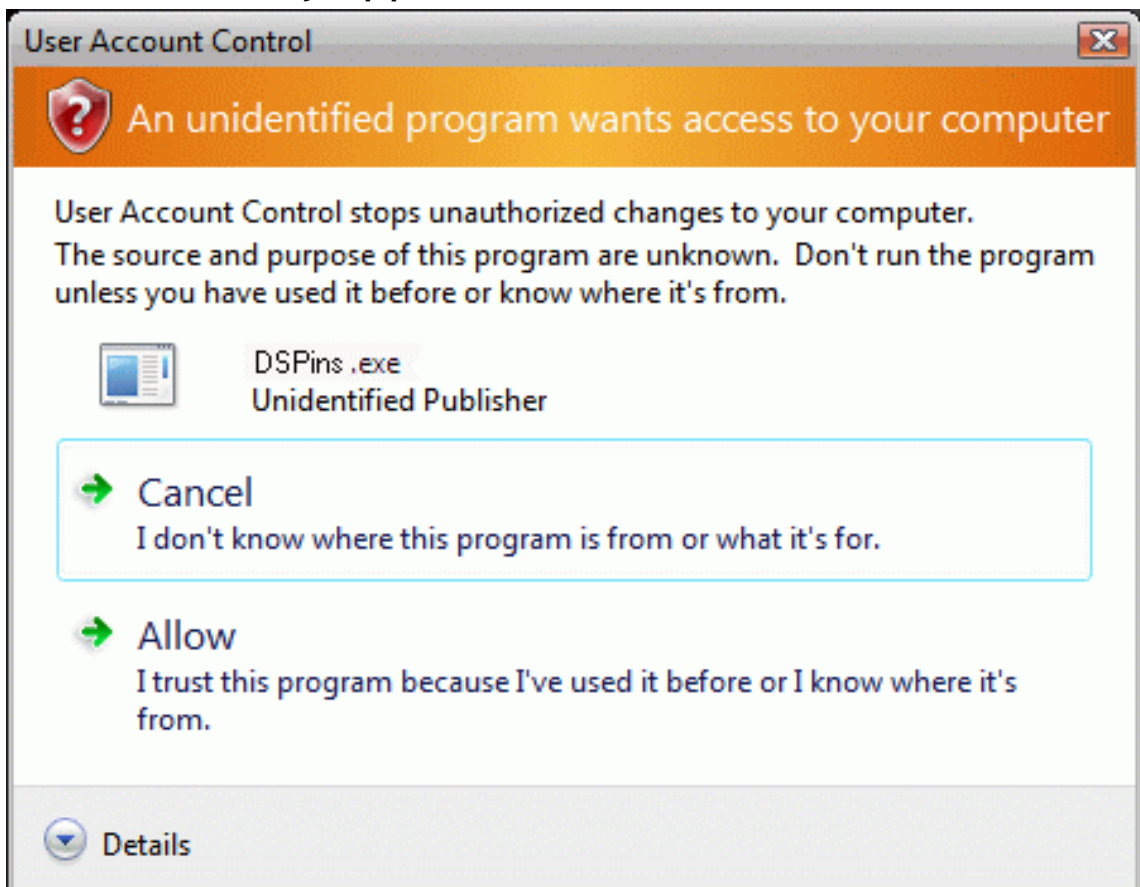 User Account Control
An unidentified program wants access to your computer
User Account Control stops unauthorized changes to your computer.
The source and purpose of this program are unknown.  Don't run the program
unless you have used it before or know where it's from.
DSPins .exe
Unidentified Publisher
Cancel
I don't know where this program is from or what it's for.
Allow
I trust this program because I've used it before or I know where it's
from.
Details